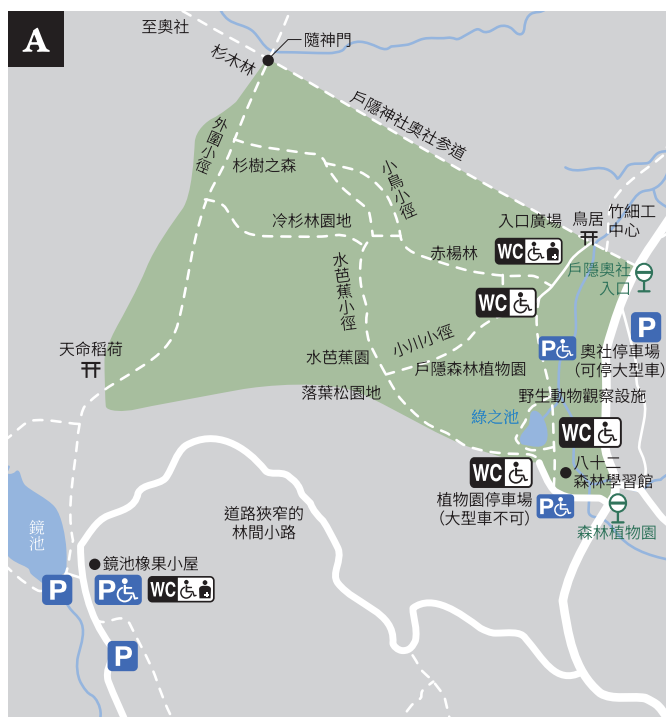 A
至奧社
隨神門
杉木林
戶隱神社奧社參道
外圍小徑
杉樹之森
小鳥小徑
冷杉林園地
入口廣場
鳥居
竹細工
中心
赤楊林
WC
戶隱奧社
入口
水芭蕉小徑
WC
P
小川小徑
天命稻荷
水芭蕉園
P
奧社停車場
(可停大型車)
戶隱森林植物園
落葉松園地
野生動物觀察設施
綠之池
WC
WC
八十二
森林學習館
植物園停車場
(大型車不可)
P
森林植物園
道路狹窄的
林間小路
鏡池
鏡池橡果小屋
P
P
WC
P